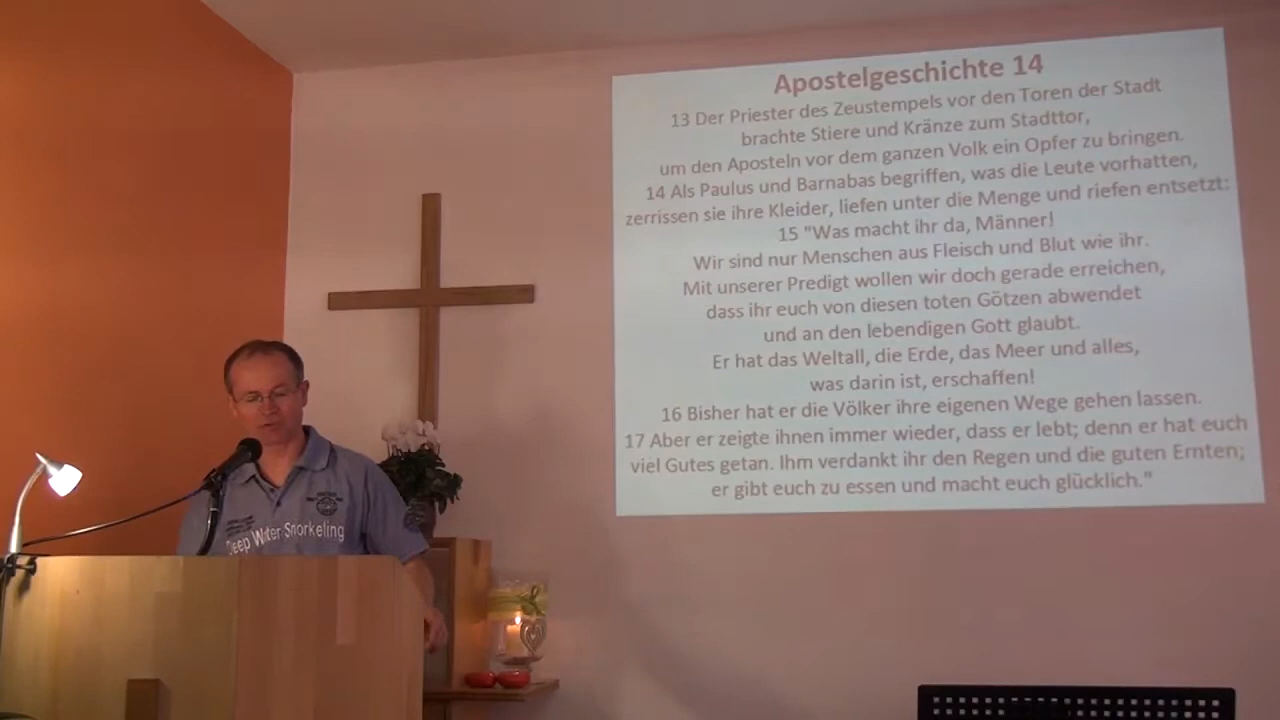 Apostelgeschichte 14
13 Der Priester des Zeustempels vor den Toren der Stadt
brachte Stiere und Kränze zum Stadttor,
um den Aposteln vor dem ganzen Volk ein Opfer zu bringen.
14 Als Paulus und Barnabas begriffen, was die Leute vorhatten,
zerrissen sie ihre Kleider, liefen unter die Menge und riefen entsetzt:
15 "Was macht ihr da, Männer!
Wir sind nur Menschen aus Fleisch und Blut wie ihr.
Mit unserer Predigt wollen wir doch gerade erreichen,
dass ihr euch von diesen toten Götzen abwendet
und an den lebendigen Gott glaubt.
Er hat das Weltall, die Erde, das Meer und alles,
was darin ist, erschaffen!
16 Bisher hat er die Völker ihre eigenen Wege gehen lassen.
17 Aber er zeigte ihnen immer wieder, dass er lebt; denn er hat euch
viel Gutes getan. Ihm verdankt ihr den Regen und die guten Ernten;
er gibt euch zu essen und macht euch glücklich."
Deep Water Snorkeling